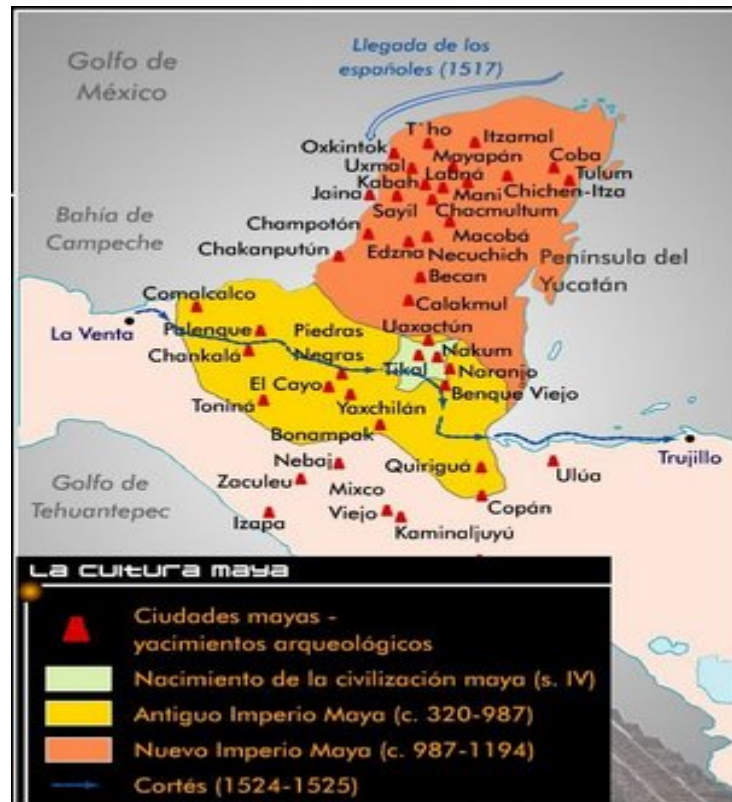 Golfo de
México
Llegada de los
españoles (1517)
T´ho
Itzamal
Oxkintok
Mayapán
Coba
Uxmal
Labná
Tulum
Kabah
Mani
Chichen-Itza
Jaina
Sayil
Chacmultum
Champotón
Macobá
Bahía de
Campeche
Edzna
Necuchich
Península del
Yucatán
Chakanputún
Becan
Comalcalco
Calakmul
La Venta
Palenque
Piedras
Negras
Uaxactún
Nakum
Chankalá
Tikal
Naranjo
El Cayo
Benque Viejo
Toniná
Yaxchilán
Bonampak
Trujillo
Nebaj
Quiriguá
Ulúa
Golfo de
Tehuantepec
Zaculeu
Mixco
Viejo
Copán
Izapa
Kaminaljuyú
La cultura maya
Ciudades mayas -
yacimientos arqueológicos
Nacimiento de la civilización maya (s. IV)
Antiguo Imperio Maya (c. 320-987)
Nuevo Imperio Maya (c. 987-1194)
Cortés (1524-1525)